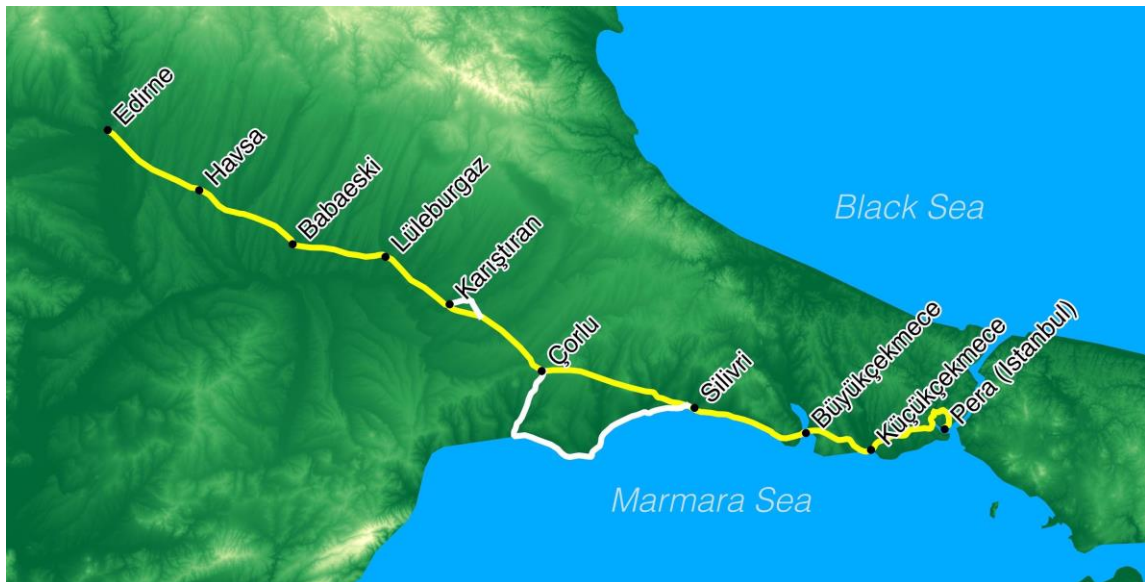 Edirne
Havsa
Babaeski
Lüleburgaz
Karıştıran
Çorlu
Silivri
Büyükçekmece
Küçükçekmece
Pera (Istanbul)
Black Sea
Marmara Sea